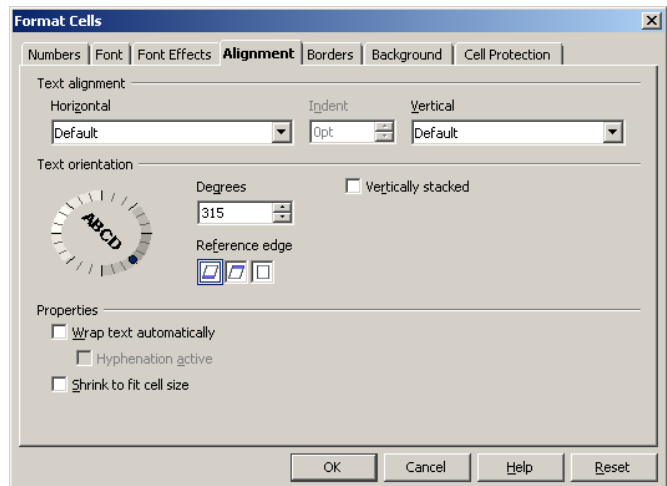 Format Cells
Numbers Font Font Effects Alignment Borders Background Cell Protection
Text alignment
Horizontal Indent Vertical
Default 0pt Default
Text orientation
Degrees Vertically stacked
315
ABCD
Reference edge
Properties
Wrap text automatically
Hyphenation active
Shrink to fit cell size
OK Cancel Help Reset